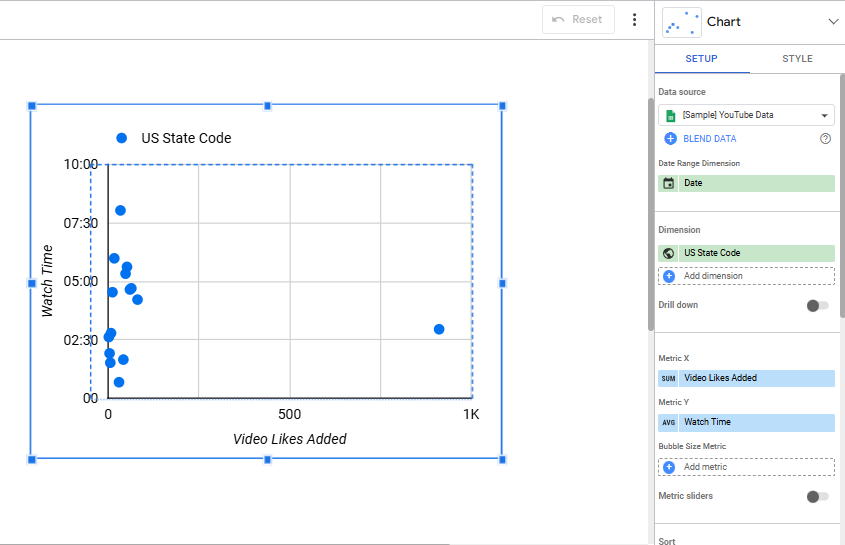 Reset
Chart
SETUP
STYLE
Data source
[Sample] YouTube Data
BLEND DATA
Date Range Dimension
Date
Dimension
US State Code
Add dimension
Drill down
Metric X
SUM Video Likes Added
Metric Y
AVG Watch Time
Bubble Size Metric
Add metric
Metric sliders
Sort
US State Code
10:00
07:30
05:00
02:30
00
Watch Time
0 500 1K
Video Likes Added